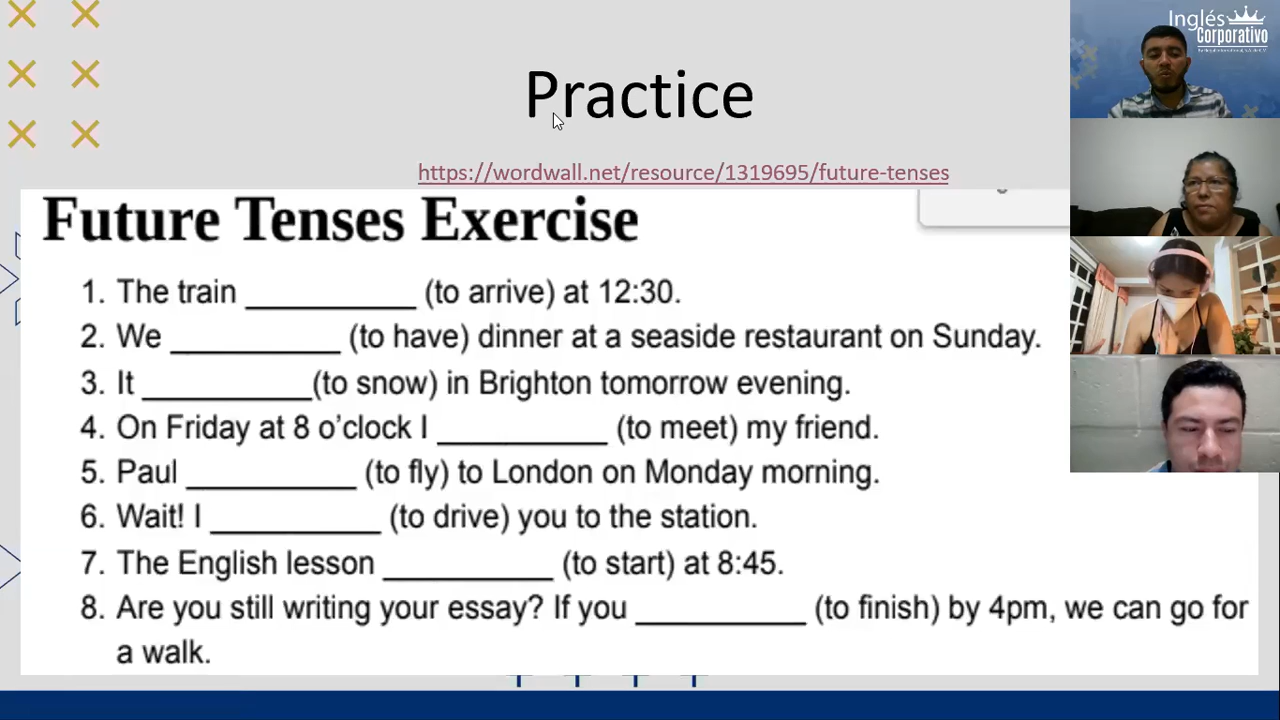 Inglés
Corporativo
Practice
https://wordwall.net/resource/1319695/future-tenses
Future Tenses Exercise
1. The train ___________ (to arrive) at 12:30.
2. We ___________ (to have) dinner at a seaside restaurant on Sunday.
3. It ___________(to snow) in Brighton tomorrow evening.
4. On Friday at 8 o’clock I ___________ (to meet) my friend.
5. Paul ___________ (to fly) to London on Monday morning.
6. Wait! I ___________ (to drive) you to the station.
7. The English lesson ___________ (to start) at 8:45.
8. Are you still writing your essay? If you ___________ (to finish) by 4pm, we can go for
a walk.